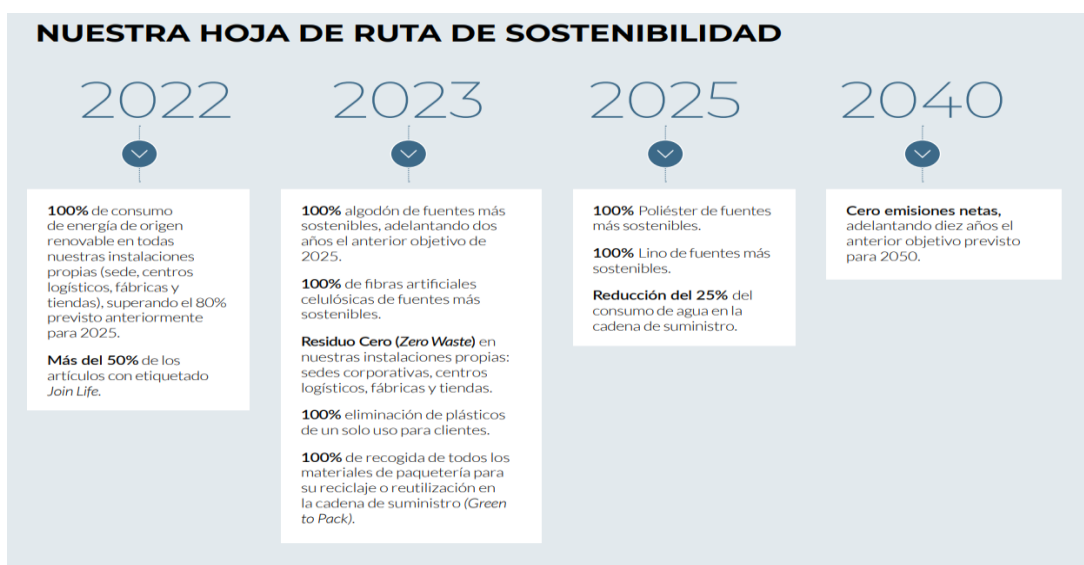 NUESTRA HOJA DE RUTA DE SOSTENIBILIDAD
2022
100% de consumo
de energía de origen
renovable en todas
nuestras instalaciones
propias (sede, centros
logísticos, fábricas y
tiendas), superando el 80%
previsto anteriormente
para 2025.
Más del 50% de los
artículos con etiquetado
Join Life.
2023
100% algodón de fuentes más
sostenibles, adelantando dos
años el anterior objetivo de
2025.
100% de fibras artificiales
celulósicas de fuentes más
sostenibles.
Residuo Cero (Zero Waste) en
nuestras instalaciones propias:
sedes corporativas, centros
logísticos, fábricas y tiendas.
100% eliminación de plásticos
de un solo uso para clientes.
100% de recogida de todos los
materiales de paquetería para
su reciclaje o reutilización en
la cadena de suministro (Green
to Pack).
2025
100% Poliéster de fuentes
más sostenibles.
100% Lino de fuentes más
sostenibles.
Reducción del 25% del
consumo de agua en la
cadena de suministro.
2040
Cero emisiones netas,
adelantando diez años el
anterior objetivo previsto
para 2050.